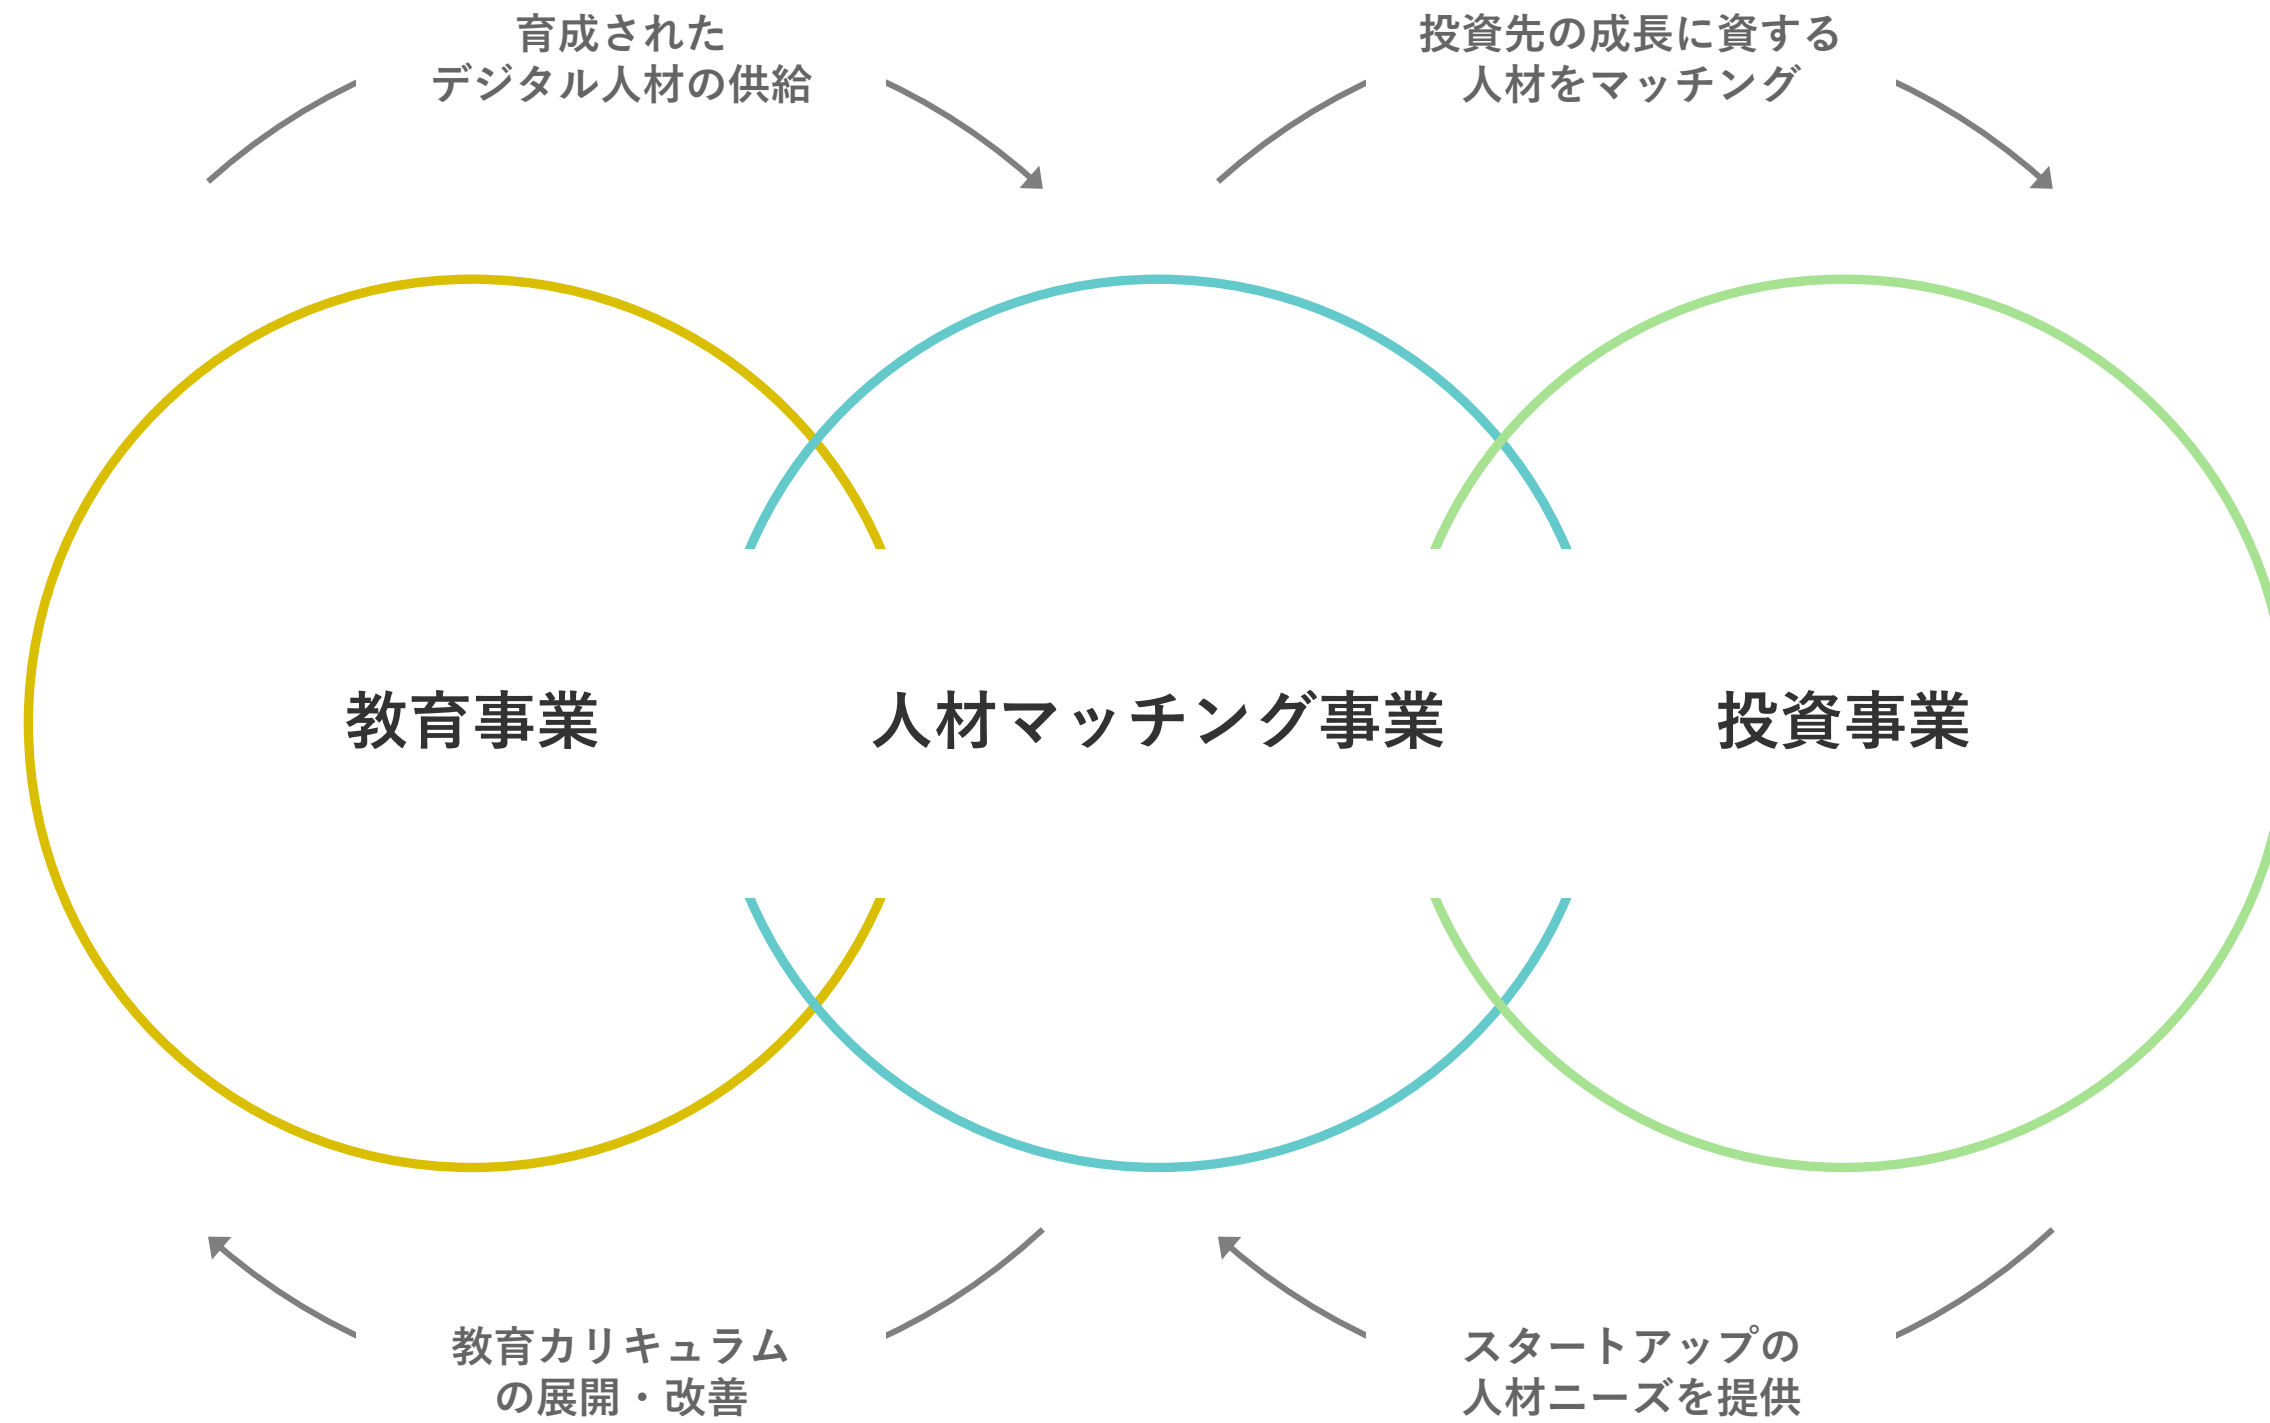 育成された
デジタル人材の供給
投資先の成長に資する
人材をマッチング
教育事業
人材マッチング事業
投資事業
教育カリキュラム
の展開・改善
スタートアップの
人材ニーズを提供